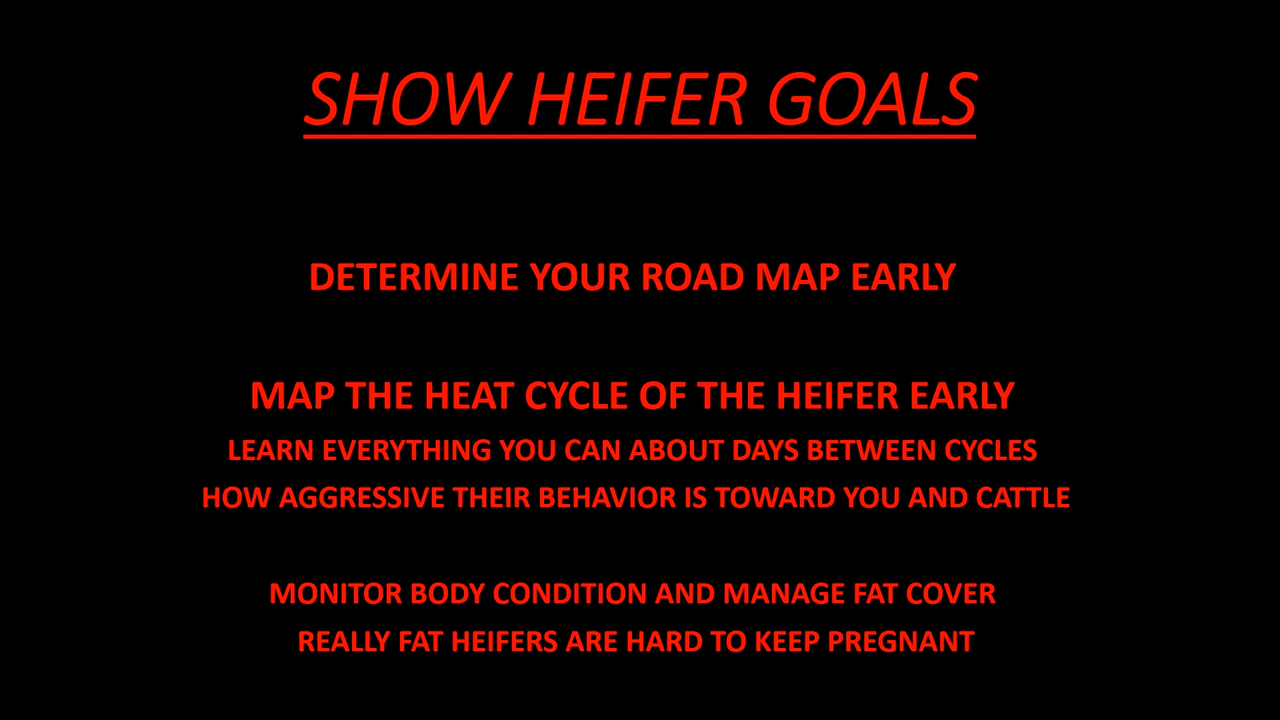 SHOW HEIFER GOALS
DETERMINE YOUR ROAD MAP EARLY
MAP THE HEAT CYCLE OF THE HEIFER EARLY
LEARN EVERYTHING YOU CAN ABOUT DAYS BETWEEN CYCLES
HOW AGGRESSIVE THEIR BEHAVIOR IS TOWARD YOU AND CATTLE
MONITOR BODY CONDITION AND MANAGE FAT COVER
REALLY FAT HEIFERS ARE HARD TO KEEP PREGNANT